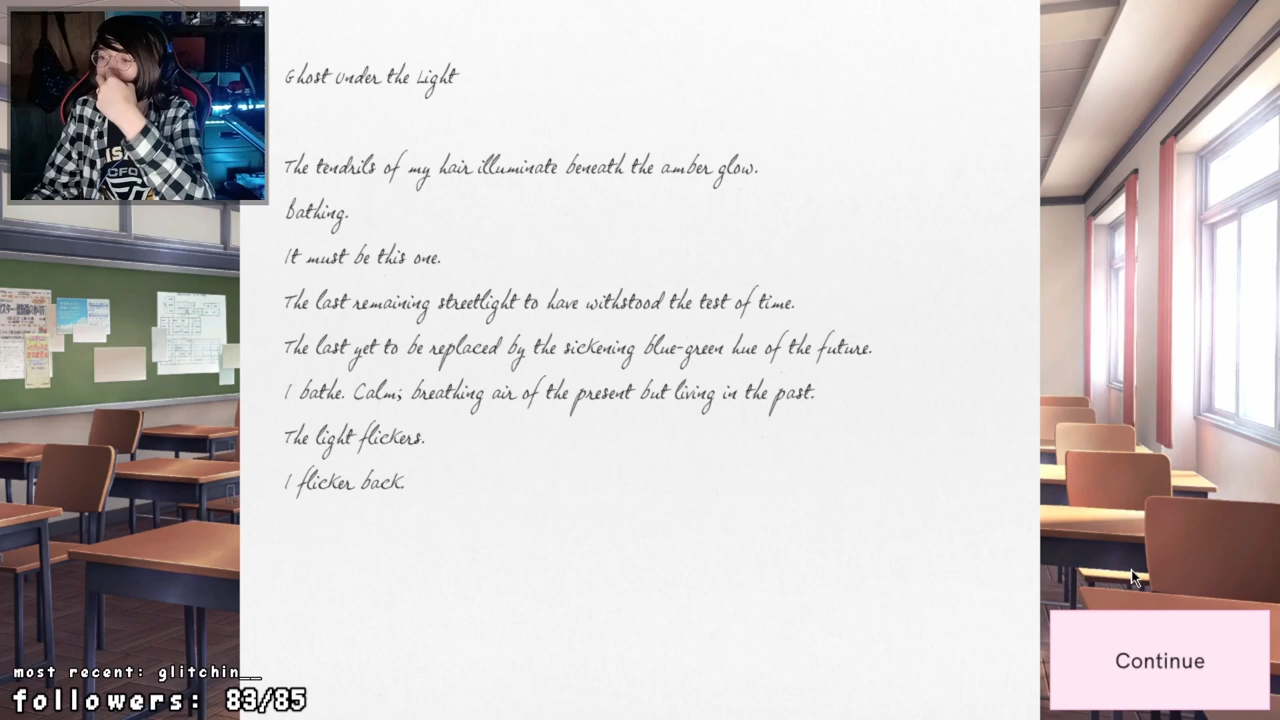 Ghost Under the Light
The tendrils of my hair illuminate beneath the amber glow.
Bathing.
It must be this one.
The last remaining streetlight to have withstood the test of time.
The last yet to be replaced by the sickening blue-green hue of the future.
I bathe. Calm; breathing air of the present but living in the past.
The light flickers.
I flicker back.
Continue
most recent: glitchin__
followers: 83/85